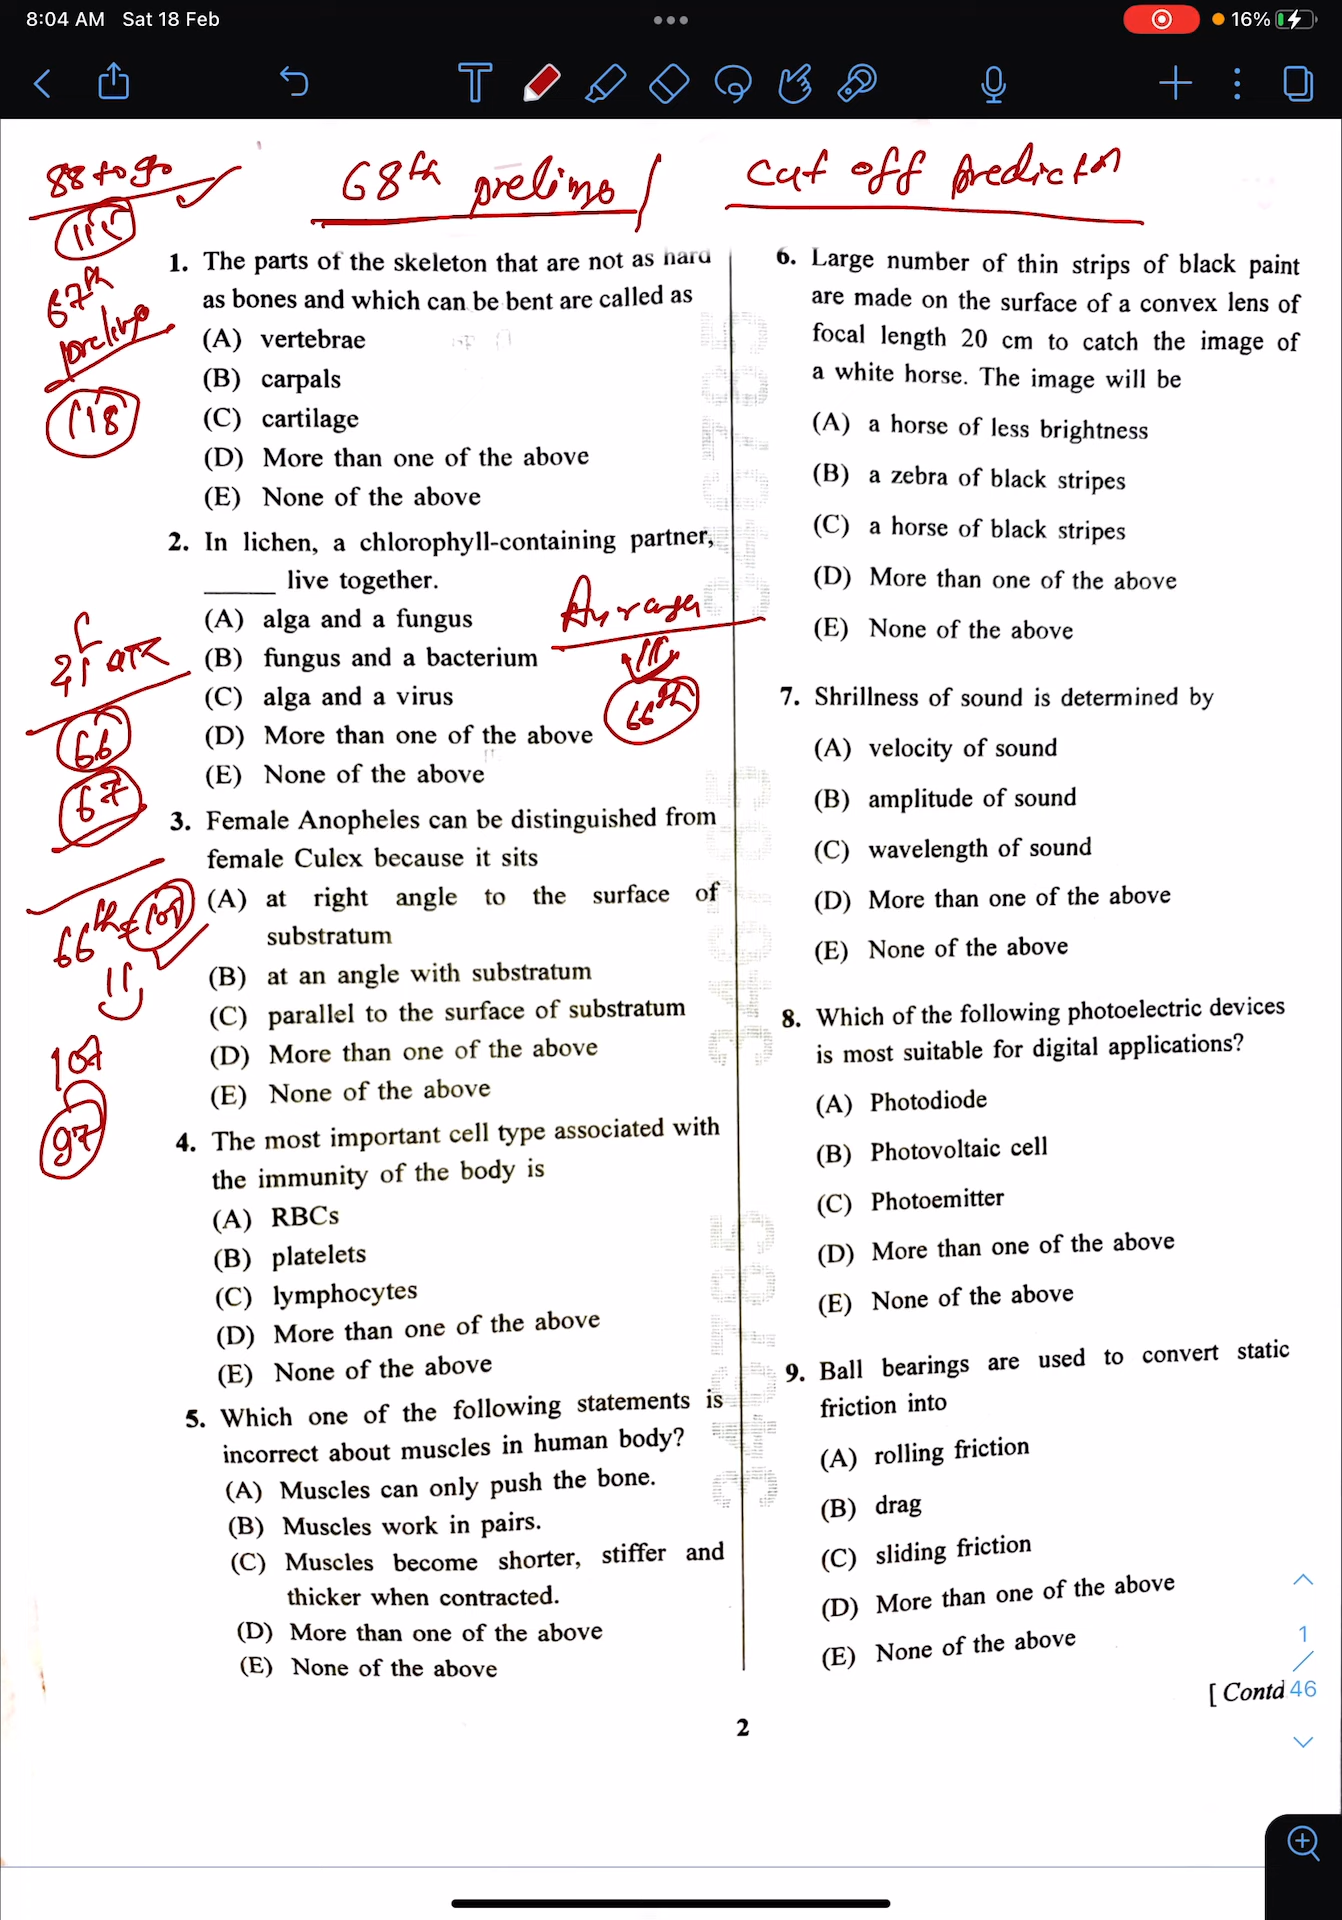 8:04 AM Sat 18 Feb
16%
88 to 90
68th prelims
cut off prediction
115
67th
prelims
118
1. The parts of the skeleton that are not as hard
as bones and which can be bent are called as
(A) vertebrae
(B) carpals
(C) cartilage
(D) More than one of the above
(E) None of the above
2. In lichen, a chlorophyll-containing partner,
______ live together.
(A) alga and a fungus
(B) fungus and a bacterium
(C) alga and a virus
(D) More than one of the above
(E) None of the above
Average
66th
66
67
3. Female Anopheles can be distinguished from
female Culex because it sits
(A) at right angle to the surface of
substratum
(B) at an angle with substratum
(C) parallel to the surface of substratum
(D) More than one of the above
(E) None of the above
66th
97
4. The most important cell type associated with
the immunity of the body is
(A) RBCs
(B) platelets
(C) lymphocytes
(D) More than one of the above
(E) None of the above
5. Which one of the following statements is
incorrect about muscles in human body?
(A) Muscles can only push the bone.
(B) Muscles work in pairs.
(C) Muscles become shorter, stiffer and
thicker when contracted.
(D) More than one of the above
(E) None of the above
6. Large number of thin strips of black paint
are made on the surface of a convex lens of
focal length 20 cm to catch the image of
a white horse. The image will be
(A) a horse of less brightness
(B) a zebra of black stripes
(C) a horse of black stripes
(D) More than one of the above
(E) None of the above
7. Shrillness of sound is determined by
(A) velocity of sound
(B) amplitude of sound
(C) wavelength of sound
(D) More than one of the above
(E) None of the above
8. Which of the following photoelectric devices
is most suitable for digital applications?
(A) Photodiode
(B) Photovoltaic cell
(C) Photoemitter
(D) More than one of the above
(E) None of the above
9. Ball bearings are used to convert static
friction into
(A) rolling friction
(B) drag
(C) sliding friction
(D) More than one of the above
(E) None of the above
[ Contd
1
/
46
2